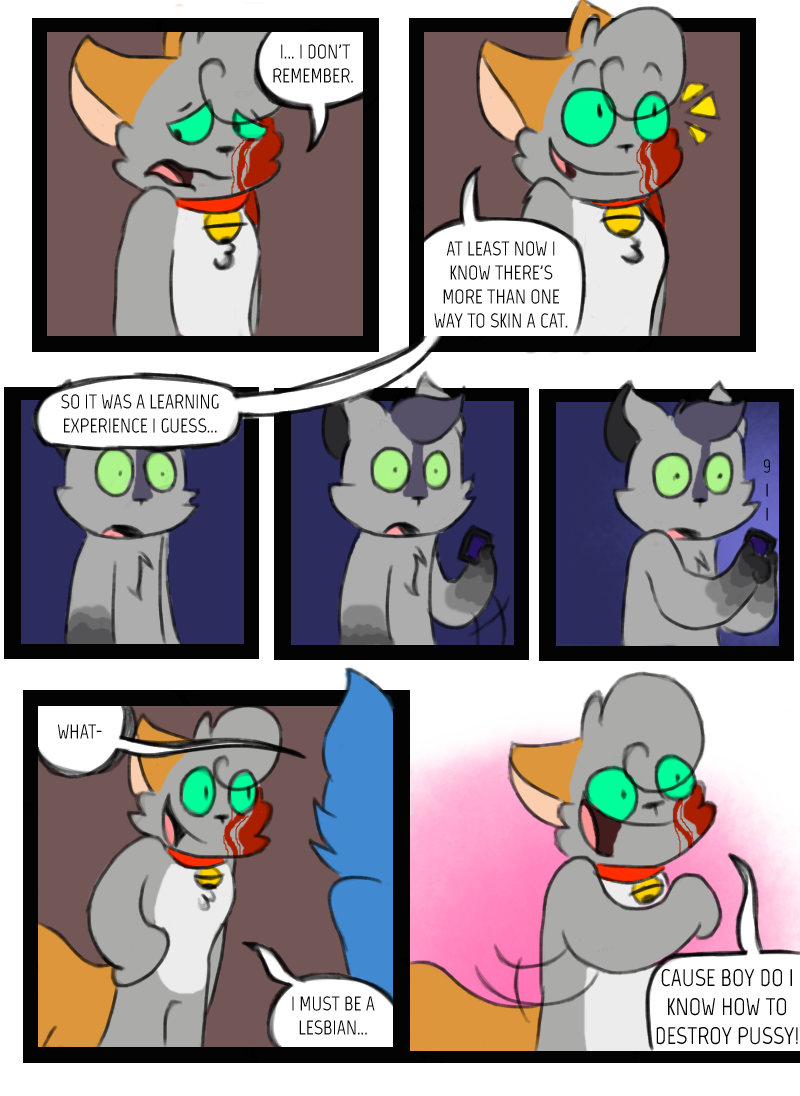 I... I DON'T
REMEMBER.
AT LEAST NOW I
KNOW THERE'S
MORE THAN ONE
WAY TO SKIN A CAT.
SO IT WAS A LEARNING
EXPERIENCE I GUESS...
9
1
1
WHAT-
I MUST BE A
LESBIAN...
CAUSE BOY DO I
KNOW HOW TO
DESTROY PUSSY!